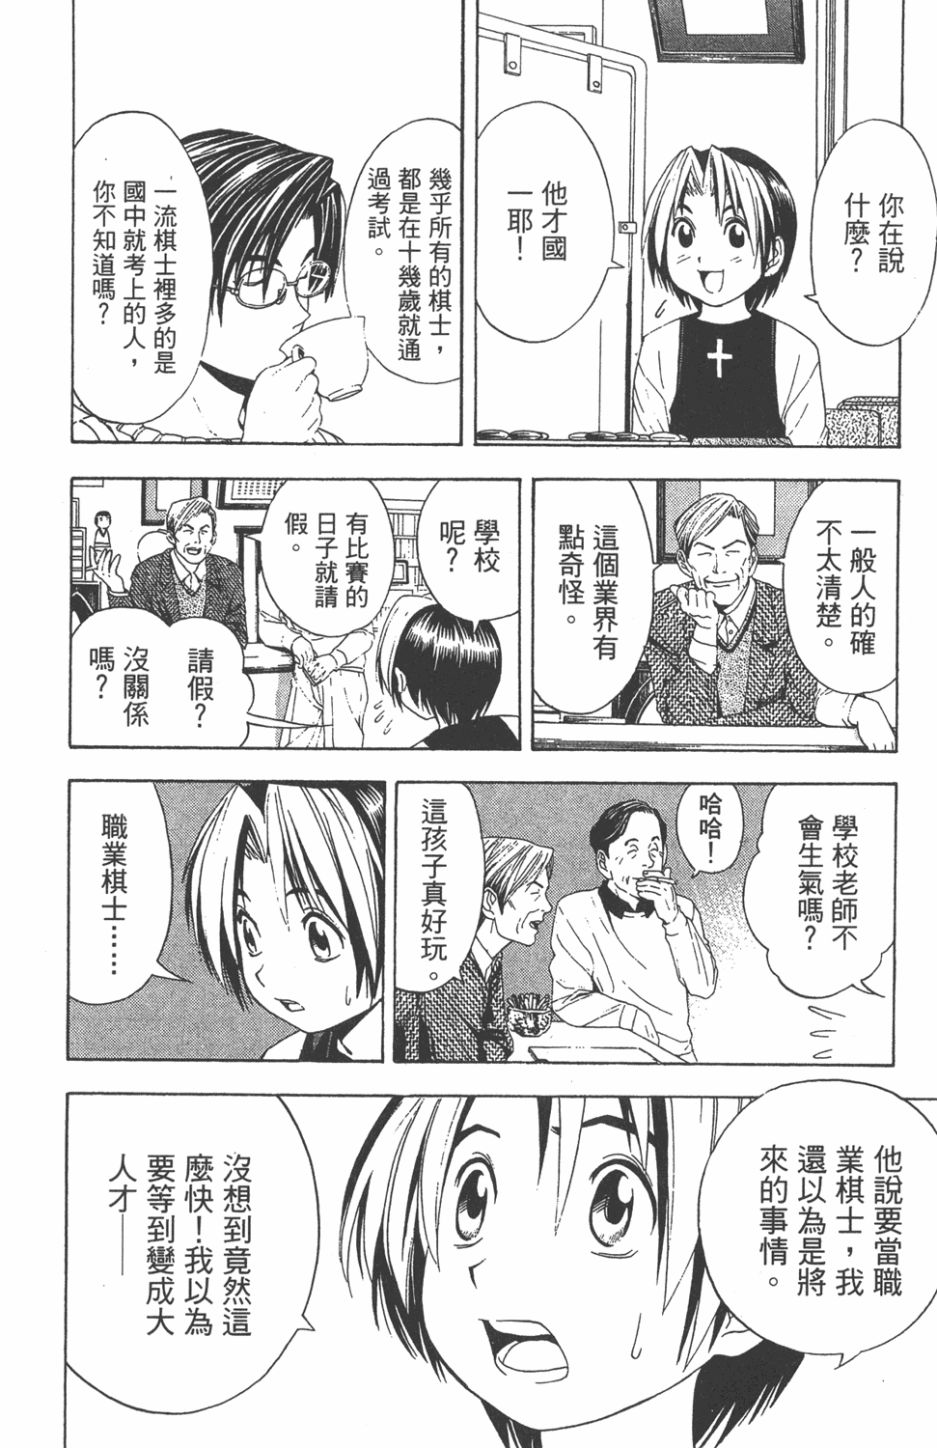 你在說
什麼？
他才國
一耶！
幾乎所有的棋士，
都是在十幾歲就通
過考試。
一流棋士裡多的是
國中就考上的人，
你不知道嗎？
一般人的確
不太清楚。
這個業界有
點奇怪。
學校
呢？
有比賽的
日子就請
假。
請假？
沒關係
嗎？
學校老師不
會生氣嗎？
哈哈！
這孩子真好玩。
職業棋士……
他說要當職
業棋士，我
還以為是將
來的事情。
沒想到竟然這
麼快！我以為
要等到變成大
人才——